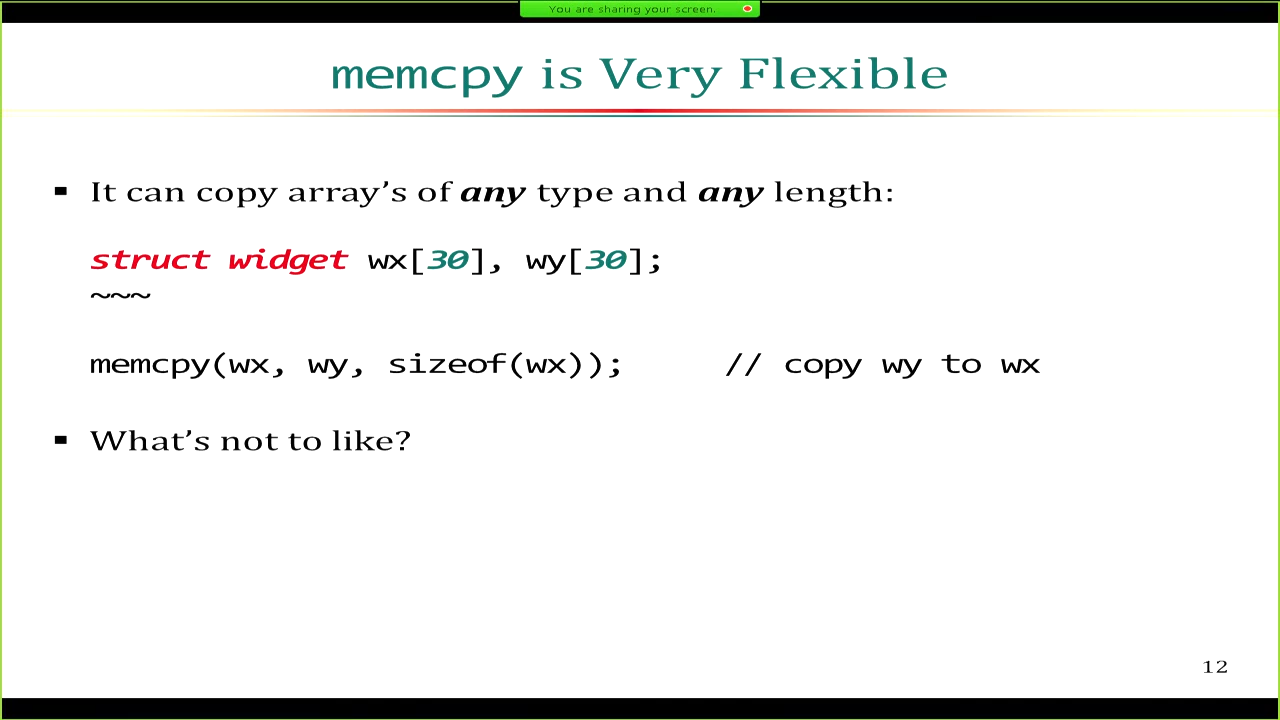 You are sharing your screen.
memcpy is Very Flexible
▪ It can copy array’s of any type and any length:
struct widget wx[30], wy[30];
~~~
memcpy(wx, wy, sizeof(wx)); // copy wy to wx
▪ What’s not to like?
12